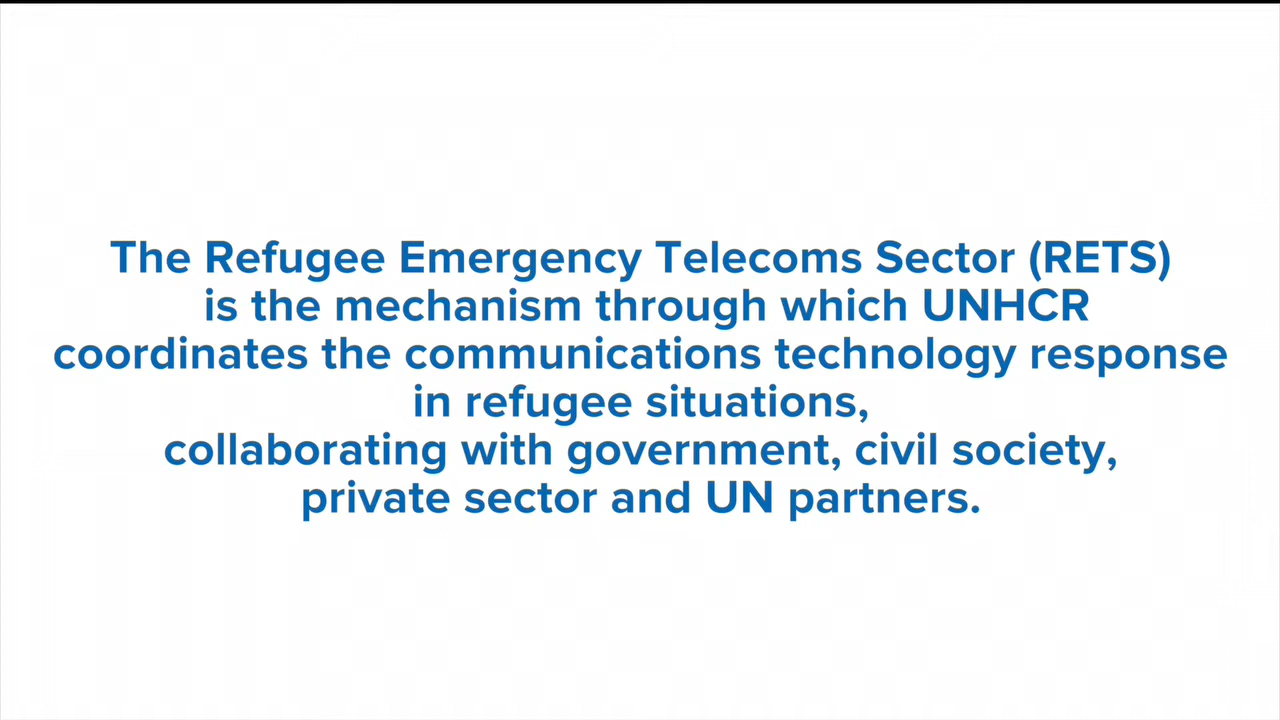 The Refugee Emergency Telecoms Sector (RETS)
is the mechanism through which UNHCR
coordinates the communications technology response
in refugee situations,
collaborating with government, civil society,
private sector and UN partners.